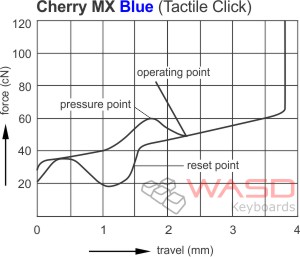 Cherry MX Blue (Tactile Click)
120
100
80
60
40
20
force (cN)
operating point
pressure point
reset point
WASD
Keyboards
0 1 2 3 4
travel (mm)